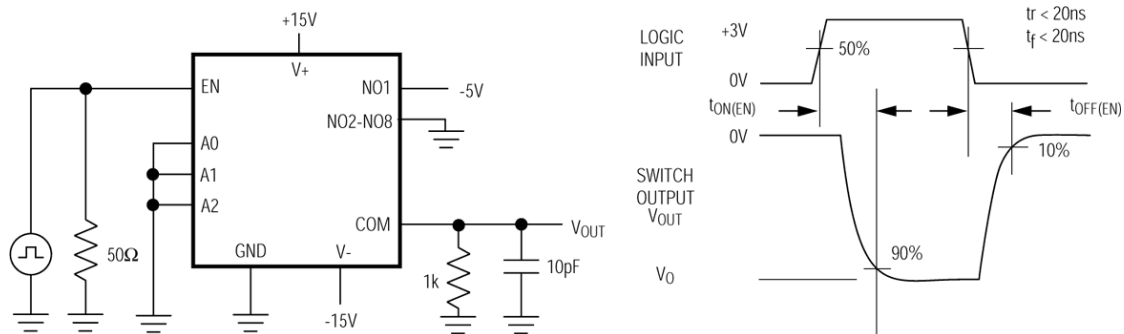 +15V
V+
EN
NO1
-5V
NO2-NO8
A0
A1
A2
COM
VOUT
GND
V-
50Ω
1k
10pF
-15V
LOGIC
INPUT
+3V
0V
50%
tr < 20ns
tf < 20ns
tON(EN)
tOFF(EN)
0V
10%
SWITCH
OUTPUT
VOUT
90%
VO